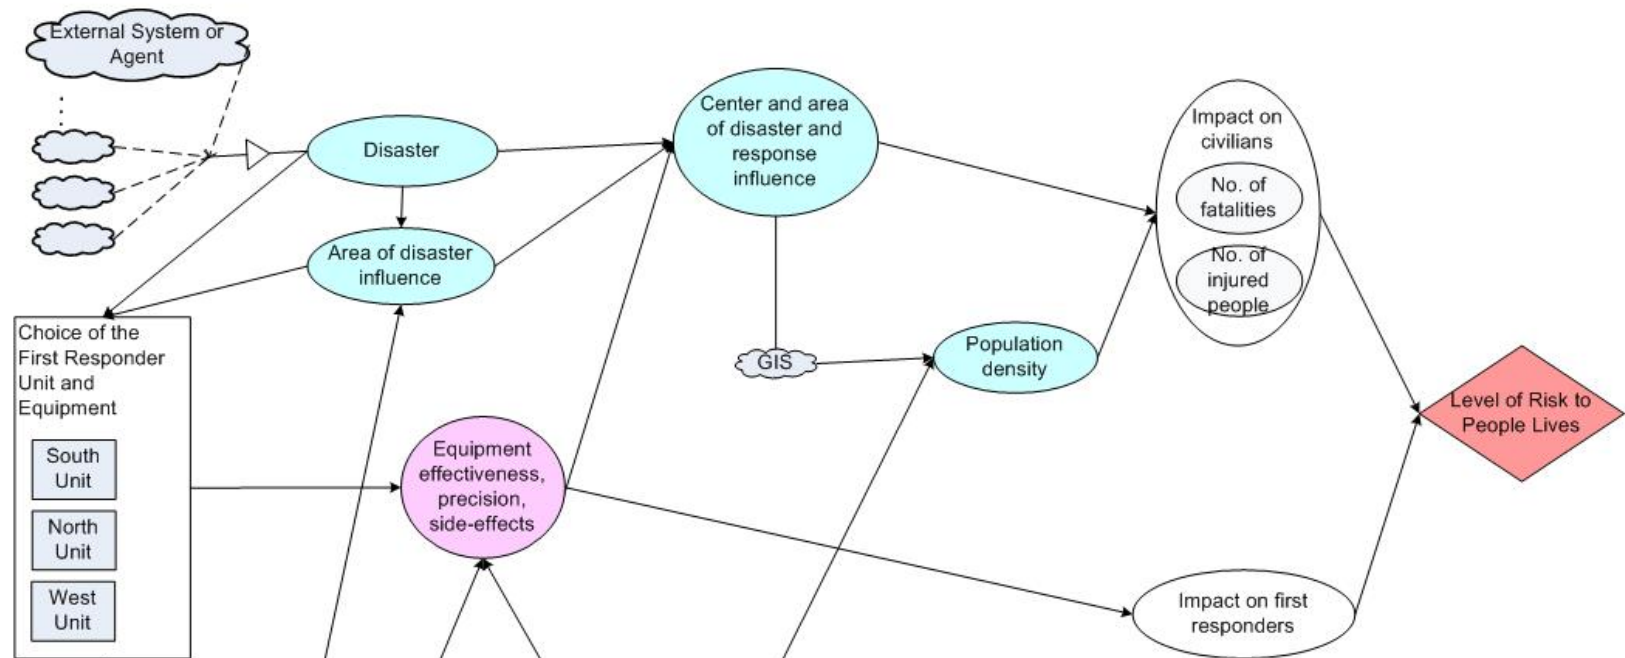 External System or
Agent
Disaster
Area of disaster
influence
Center and area
of disaster and
response
influence
Impact on
civilians
No. of
fatalities
No. of
injured
people
GIS
Population
density
Choice of the
First Responder
Unit and
Equipment
South
Unit
North
Unit
West
Unit
Equipment
effectiveness,
precision,
side-effects
Level of Risk to
People Lives
Impact on first
responders